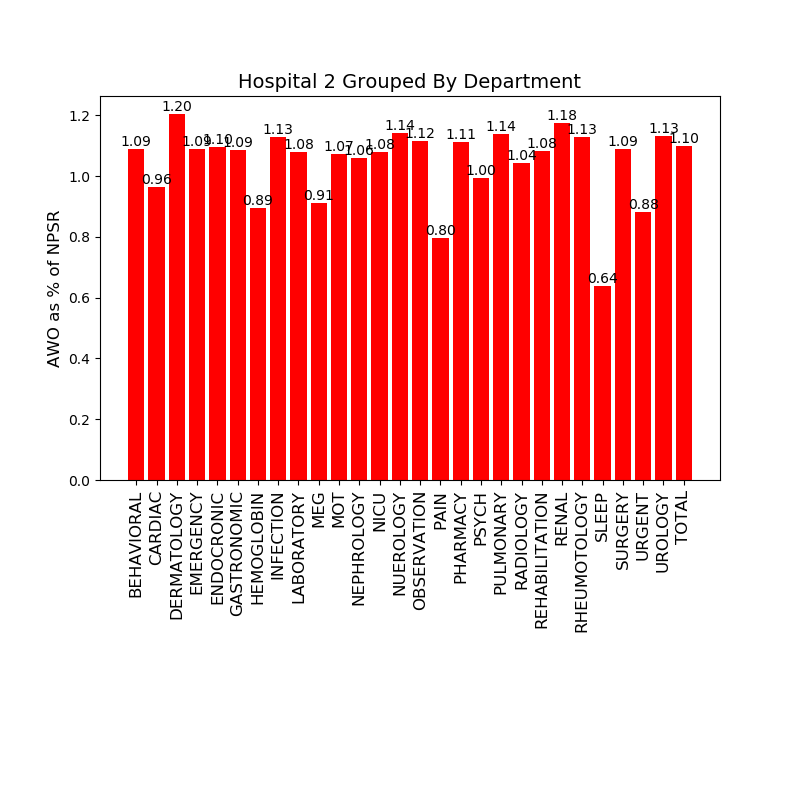 Hospital 2 Grouped By Department
AWO as % of NPSR
1.2
1.0
0.8
0.6
0.4
0.2
0.0
1.09
0.96
1.20
1.09
1.10
1.09
0.89
1.13
1.08
0.91
1.07
1.06
1.08
1.14
1.12
0.80
1.11
1.00
1.14
1.04
1.08
1.18
1.13
0.64
1.09
0.88
1.13
1.10
BEHAVIORAL
CARDIAC
DERMATOLOGY
EMERGENCY
ENDOCRONIC
GASTRONOMIC
HEMOGLOBIN
INFECTION
LABORATORY
MEG
MOT
NEPHROLOGY
NICU
NUEROLOGY
OBSERVATION
PAIN
PHARMACY
PSYCH
PULMONARY
RADIOLOGY
REHABILITATION
RENAL
RHEUMOTOLOGY
SLEEP
SURGERY
URGENT
UROLOGY
TOTAL